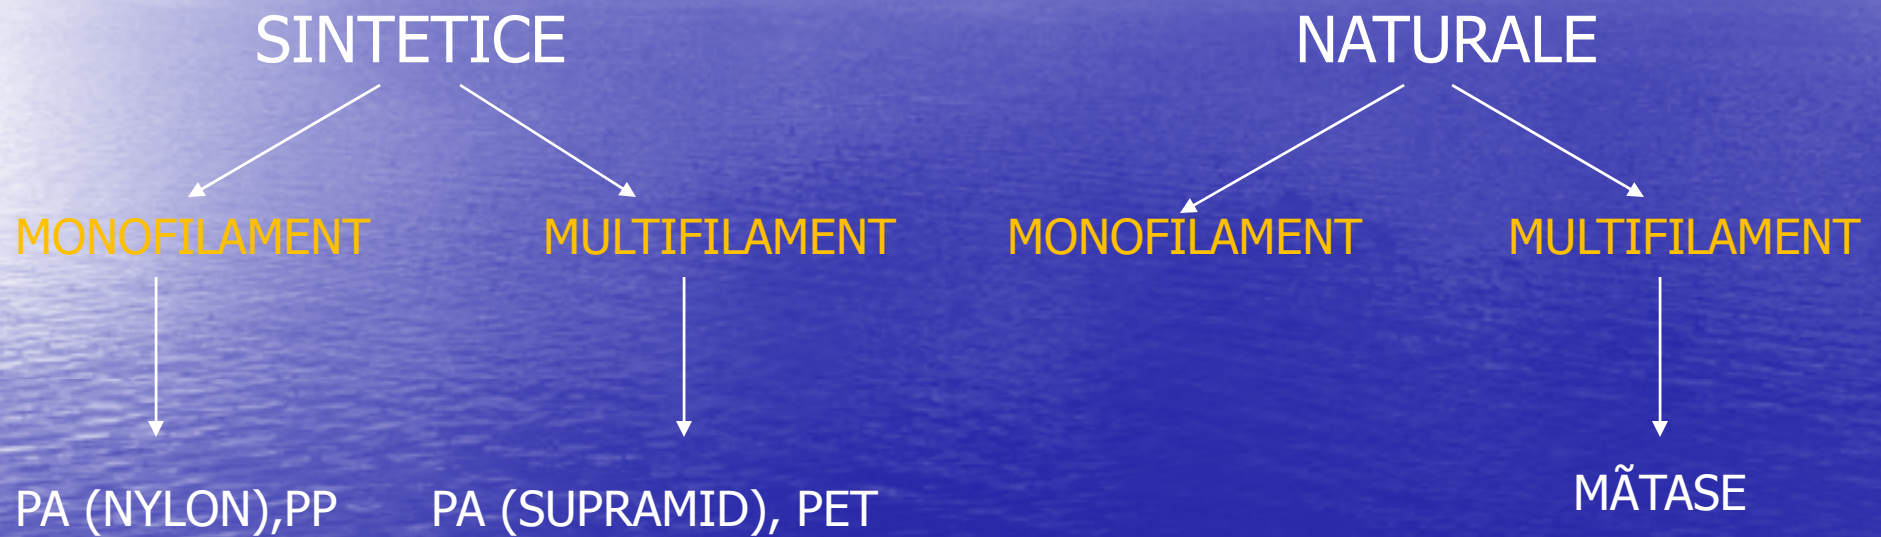 SINTETICE NATURALE
MONOFILAMENT MULTIFILAMENT MONOFILAMENT MULTIFILAMENT
PA (NYLON),PP PA (SUPRAMID), PET MÃTASE